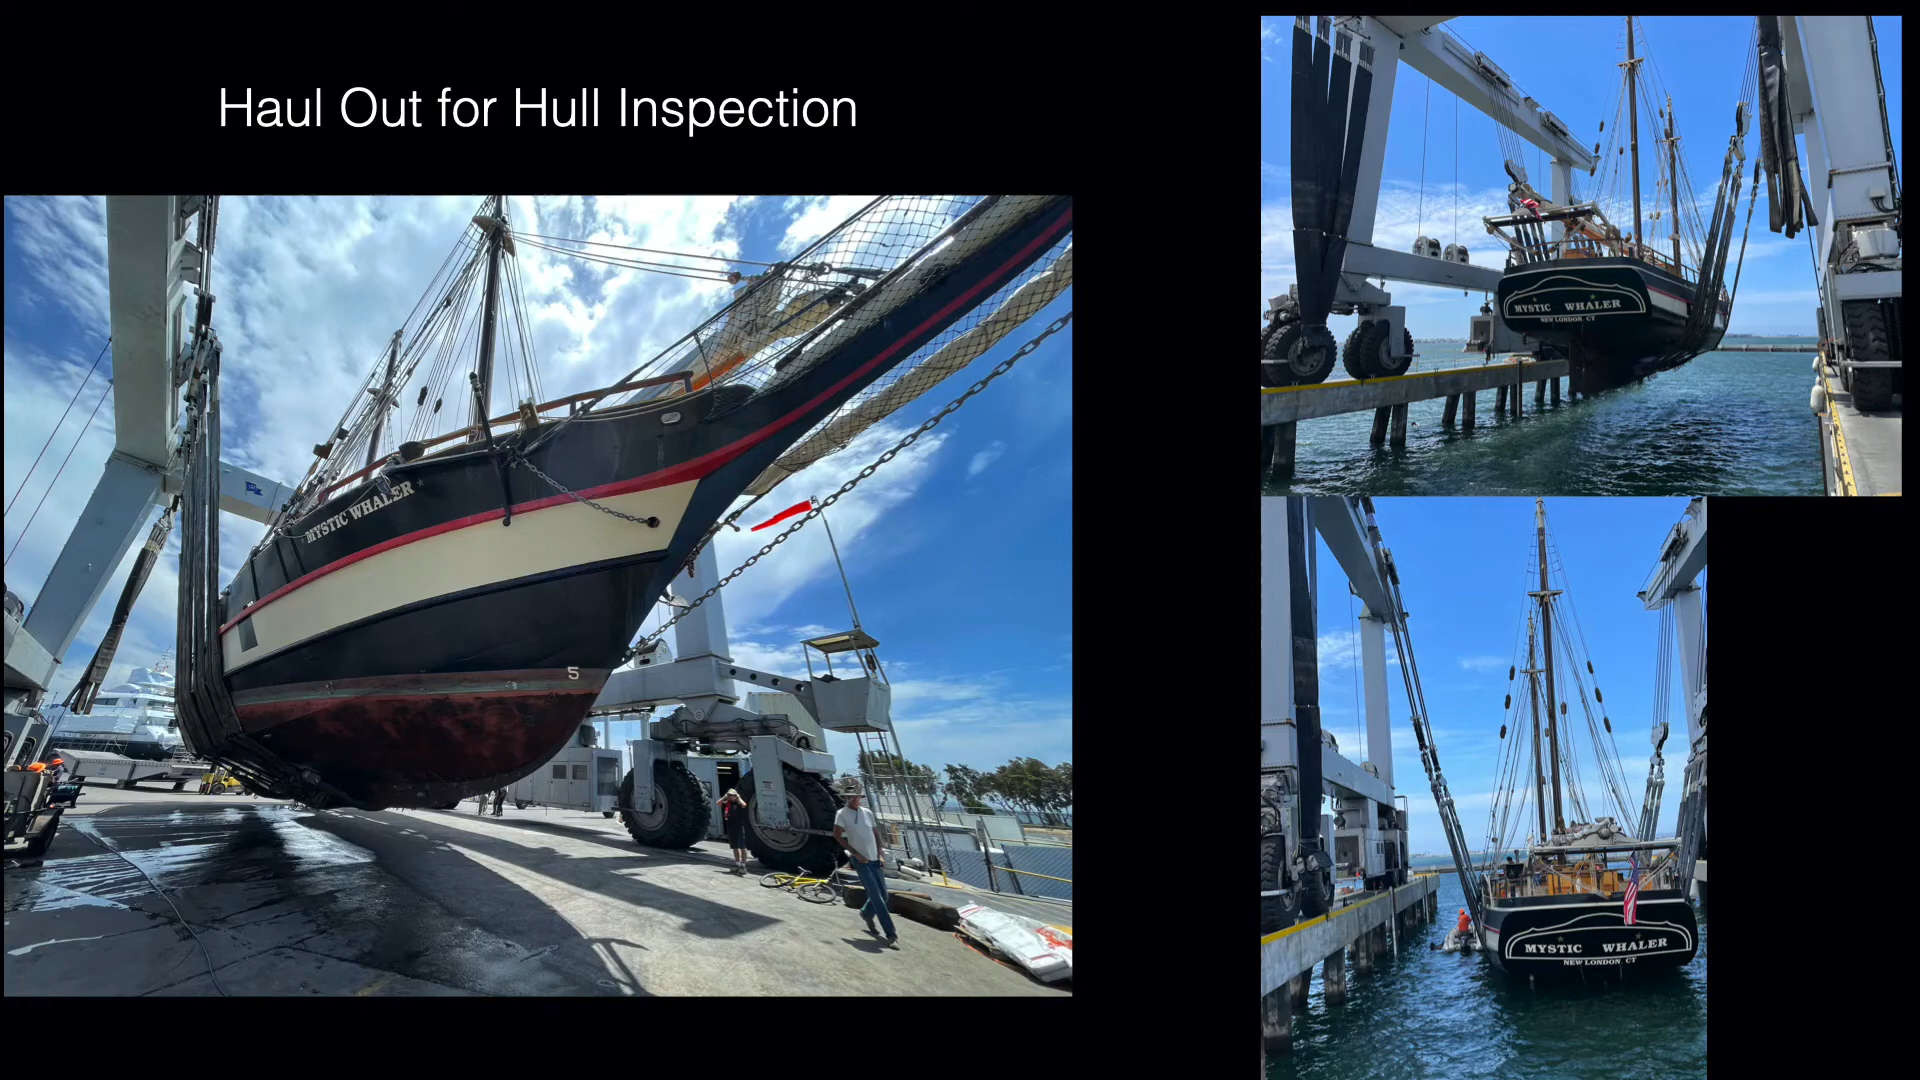 Haul Out for Hull Inspection
MYSTIC WHALER
5
MYSTIC WHALER
NEW LONDON, CT
MYSTIC WHALER
NEW LONDON CT